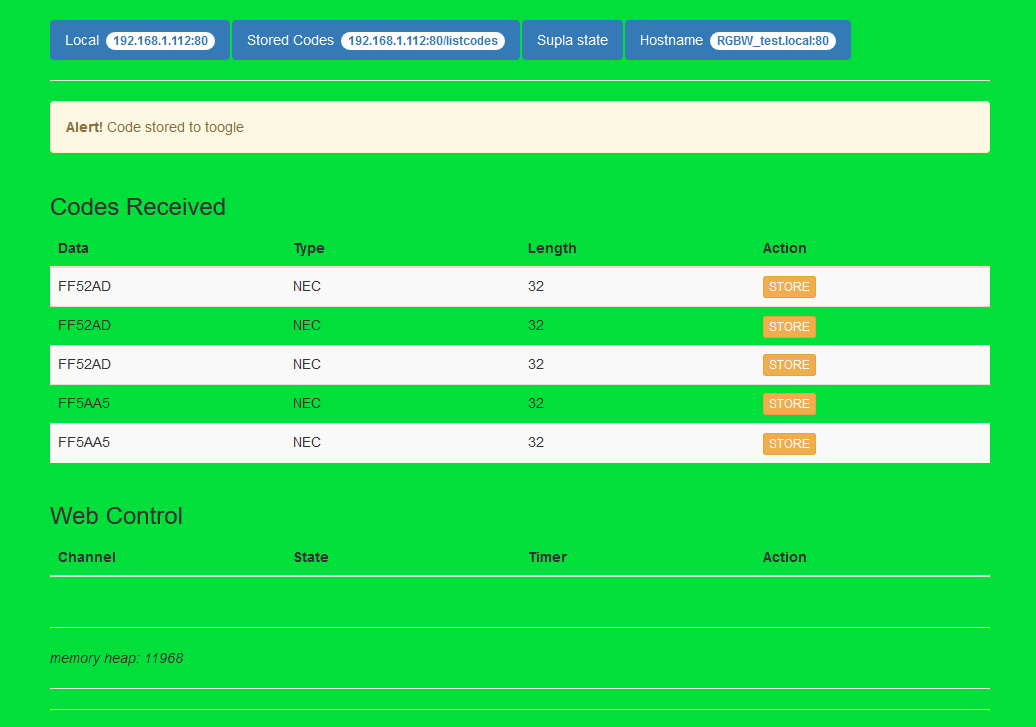 Local 192.168.1.112:80 Stored Codes 192.168.1.112:80/listcodes Supla state Hostname RGBW_test.local:80
Alert! Code stored to toogle
Codes Received
Data Type Length Action
FF52AD NEC 32 STORE
FF52AD NEC 32 STORE
FF52AD NEC 32 STORE
FF5AA5 NEC 32 STORE
FF5AA5 NEC 32 STORE
Web Control
Channel State Timer Action
memory heap: 11968